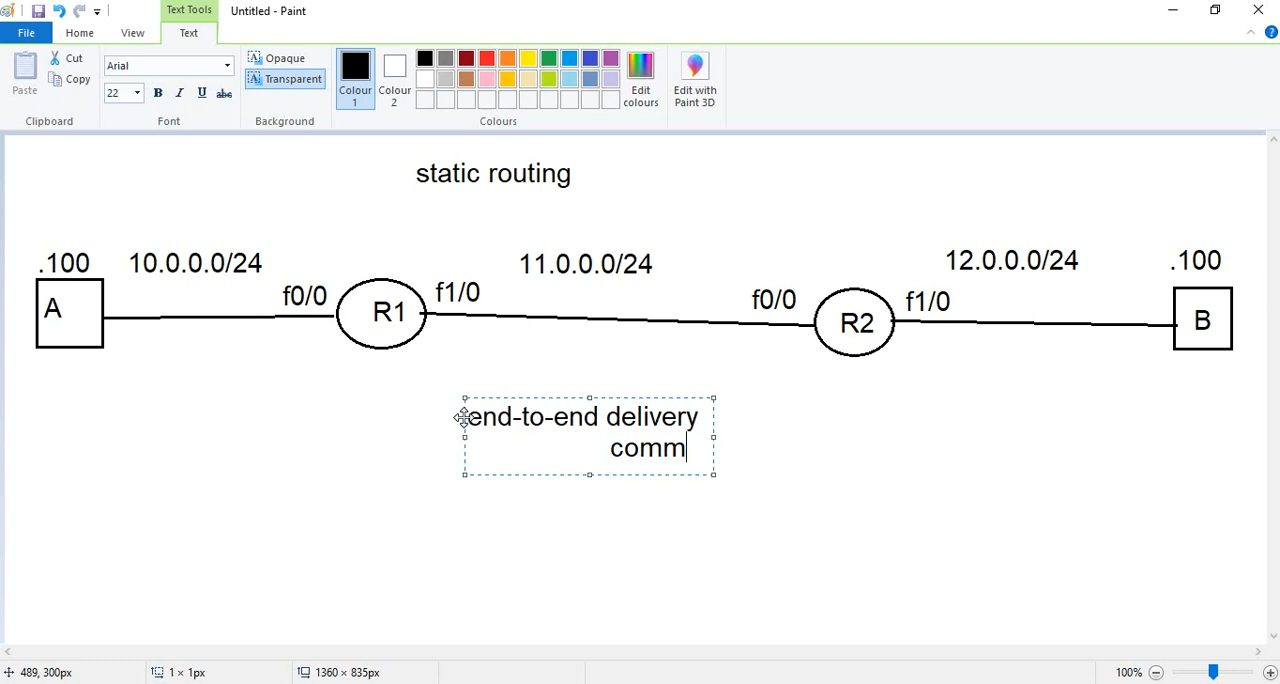 Text Tools
Untitled - Paint
File
Home
View
Text
Paste
Cut
Copy
Clipboard
Arial
22
B I U abc
Font
Opaque
Transparent
Background
Colour 1
Colour 2
Edit colours
Colours
Edit with Paint 3D
static routing
.100
10.0.0.0/24
11.0.0.0/24
12.0.0.0/24
.100
A
f0/0
R1
f1/0
f0/0
R2
f1/0
B
end-to-end delivery
comm
489, 300px
1 × 1px
1360 × 835px
100%